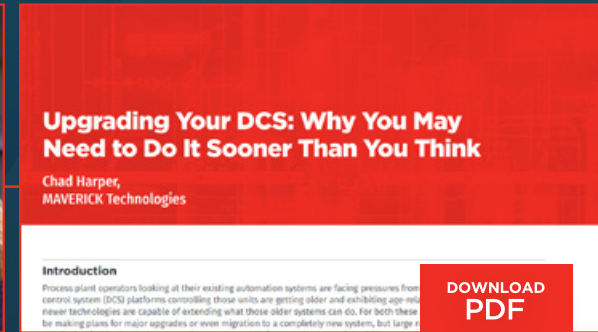 Upgrading Your DCS: Why You May
Need to Do It Sooner Than You Think
Chad Harper,
MAVERICK Technologies
Introduction
Process plant operators looking at their existing automation systems are facing pressures from
control system (DCS) platforms controlling those units are getting older and exhibiting
newer technologies are capable of extending what those older systems can do. For both these
be making plans for major upgrades or even migration to a completely new system, but large
DOWNLOAD
PDF